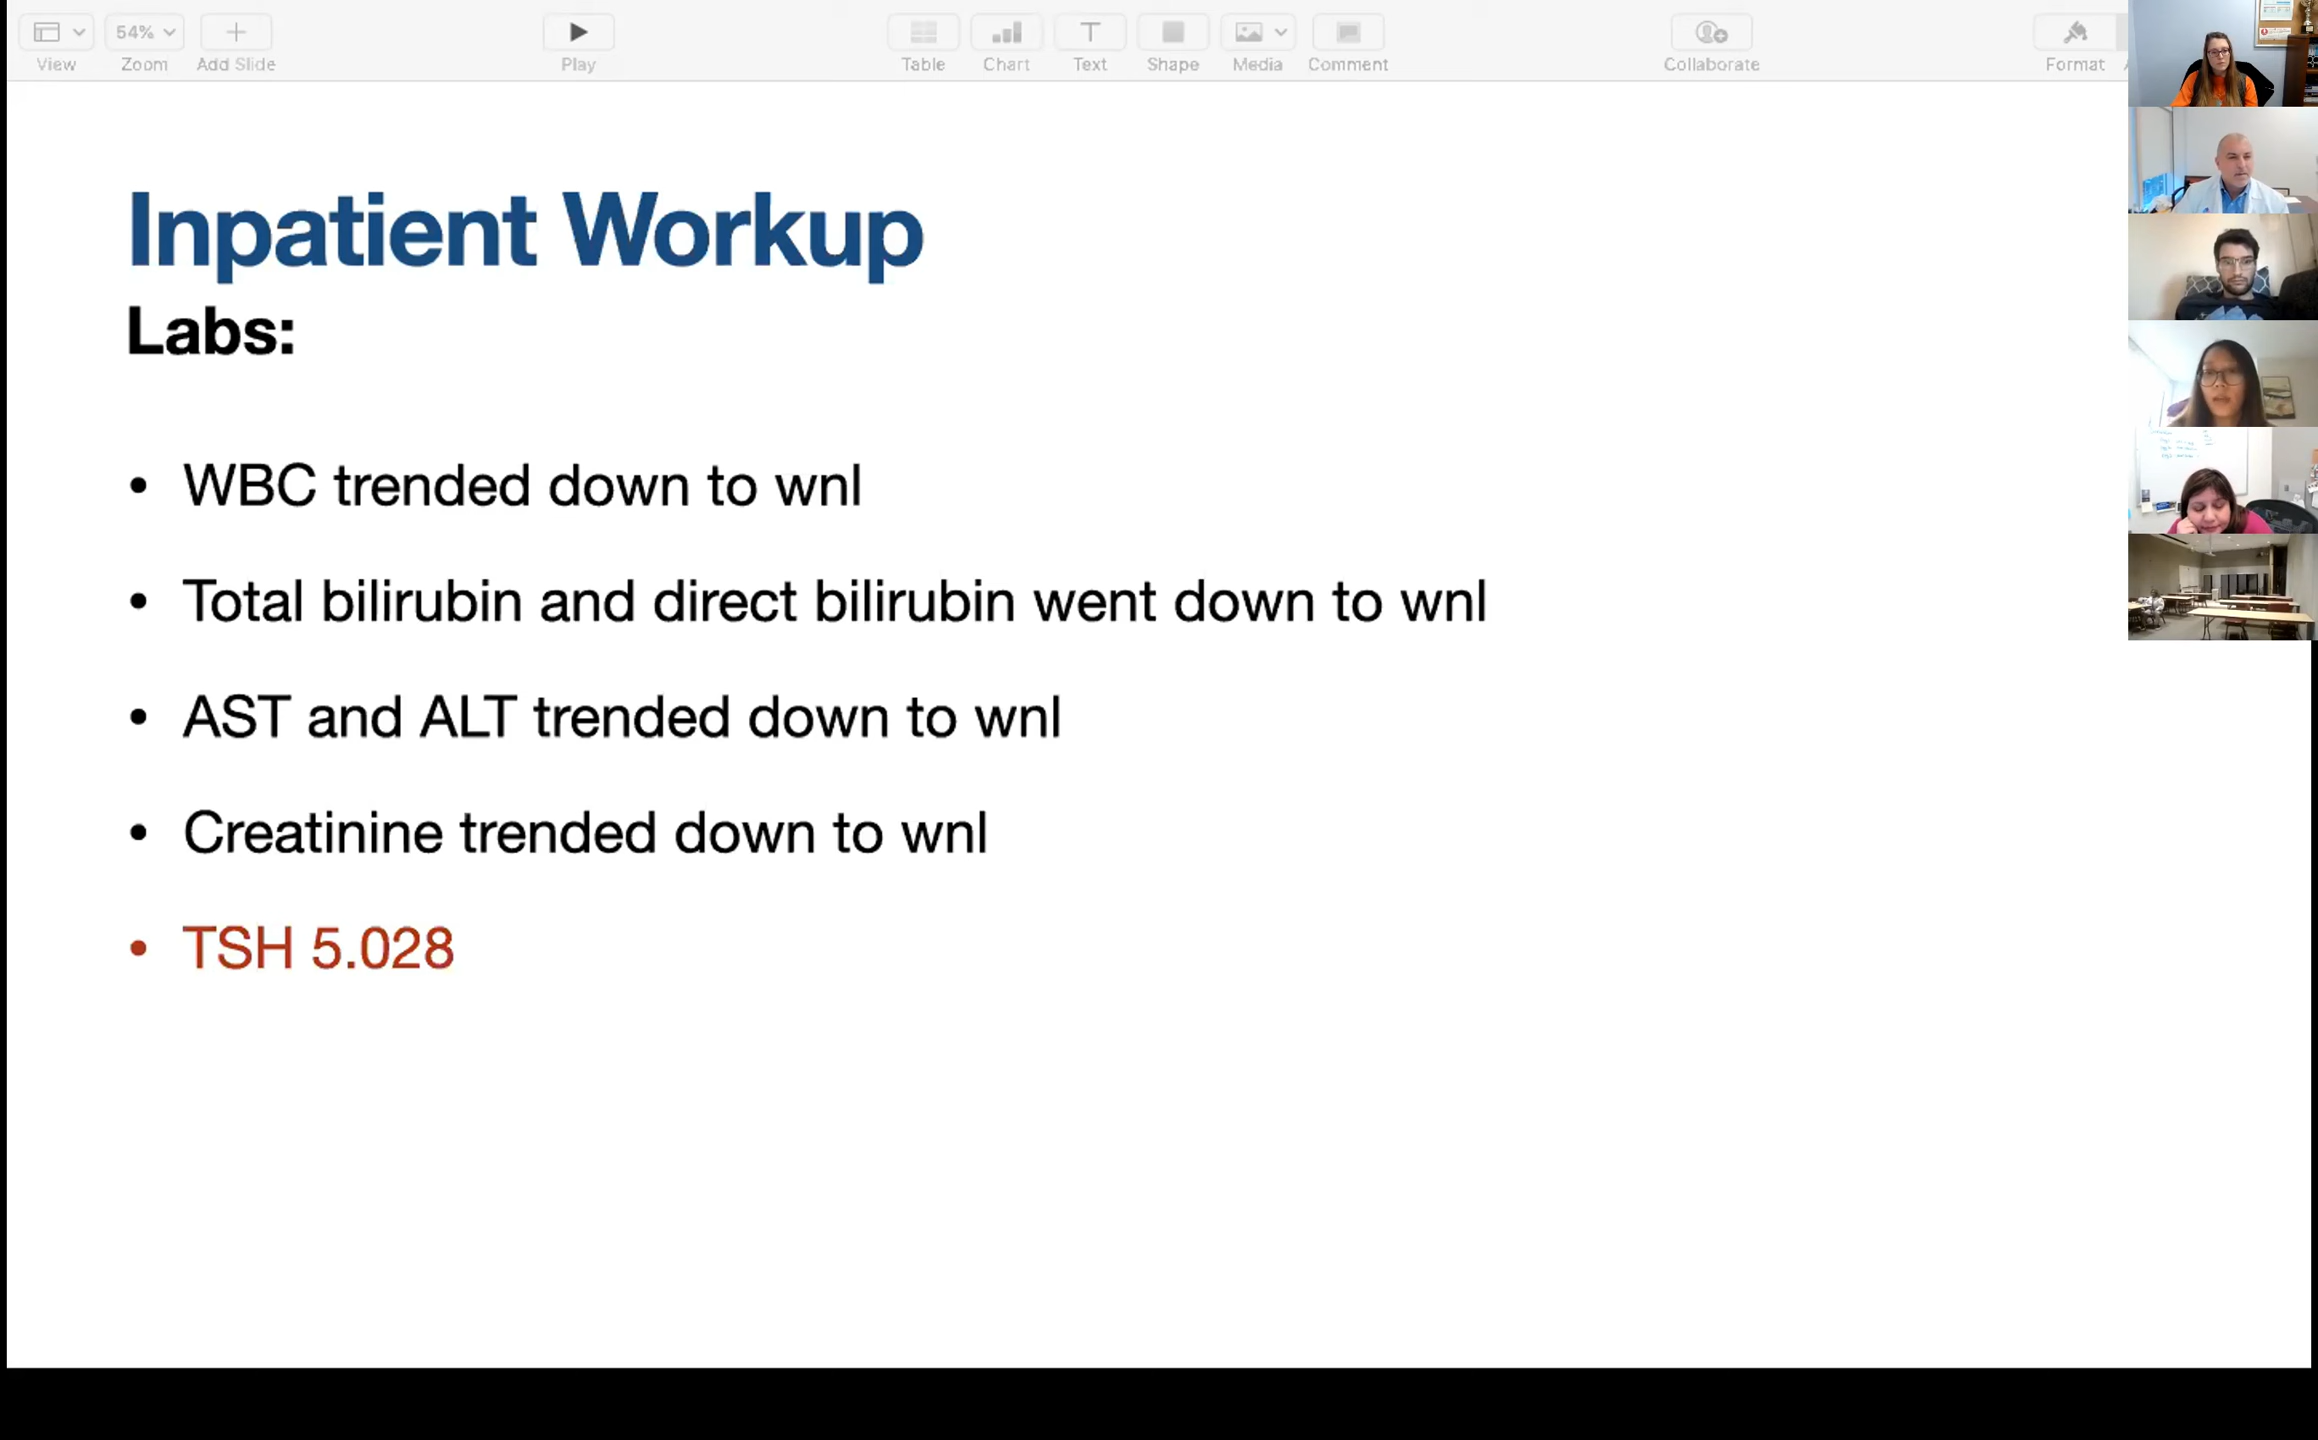 54%
View
Zoom
Add Slide
Play
Table
Chart
Text
Shape
Media
Comment
Collaborate
Format
Inpatient Workup
Labs:
• WBC trended down to wnl
• Total bilirubin and direct bilirubin went down to wnl
• AST and ALT trended down to wnl
• Creatinine trended down to wnl
• TSH 5.028